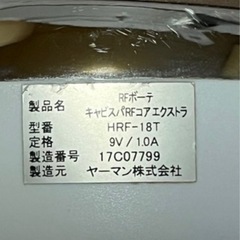 製品名 RFボーテ
キャビスパRFコアエクストラ
型番 HRF-18T
定格 9V/1.0A
製造番号 17C07799
製造元 ヤーマン株式会社